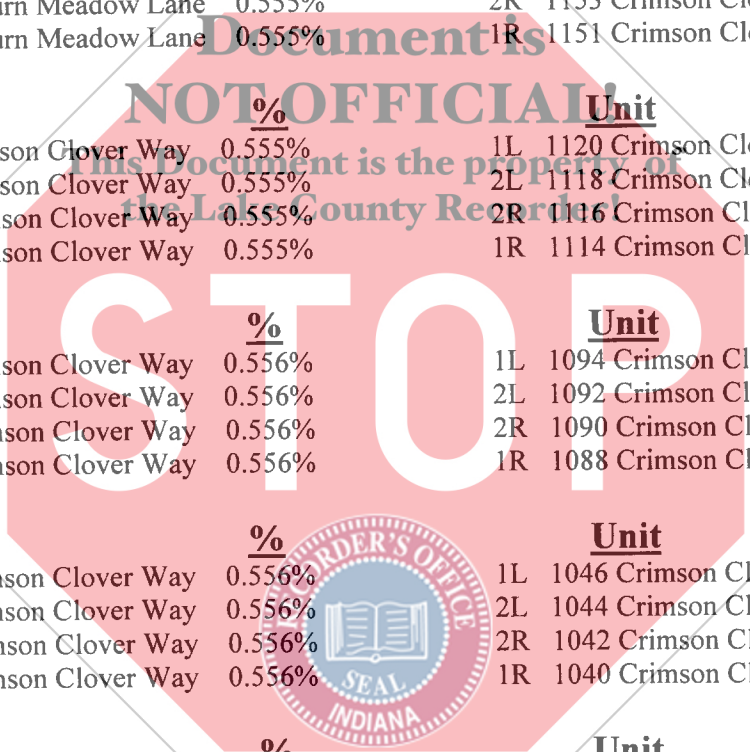 urn Meadow Lane 0.555% 2R 1153 Crimson Cl
urn Meadow Lane 0.555% 1R 1151 Crimson Cl
Document is
NOT OFFICIAL!
% Unit
son Clover Way 0.555% 1L 1120 Crimson Cl
This Document is the property of
son Clover Way 0.555% 2L 1118 Crimson Cl
the Lake County Recorder!
son Clover Way 0.555% 2R 1116 Crimson Cl
son Clover Way 0.555% 1R 1114 Crimson Cl
STOP
% Unit
son Clover Way 0.556% 1L 1094 Crimson Cl
son Clover Way 0.556% 2L 1092 Crimson Cl
son Clover Way 0.556% 2R 1090 Crimson Cl
son Clover Way 0.556% 1R 1088 Crimson Cl
% Unit
RECORDER'S OFFICE
son Clover Way 0.556% 1L 1046 Crimson Cl
son Clover Way 0.556% 2L 1044 Crimson Cl
son Clover Way 0.556% 2R 1042 Crimson Cl
son Clover Way 0.556% 1R 1040 Crimson Cl
SEAL
INDIANA
% Unit